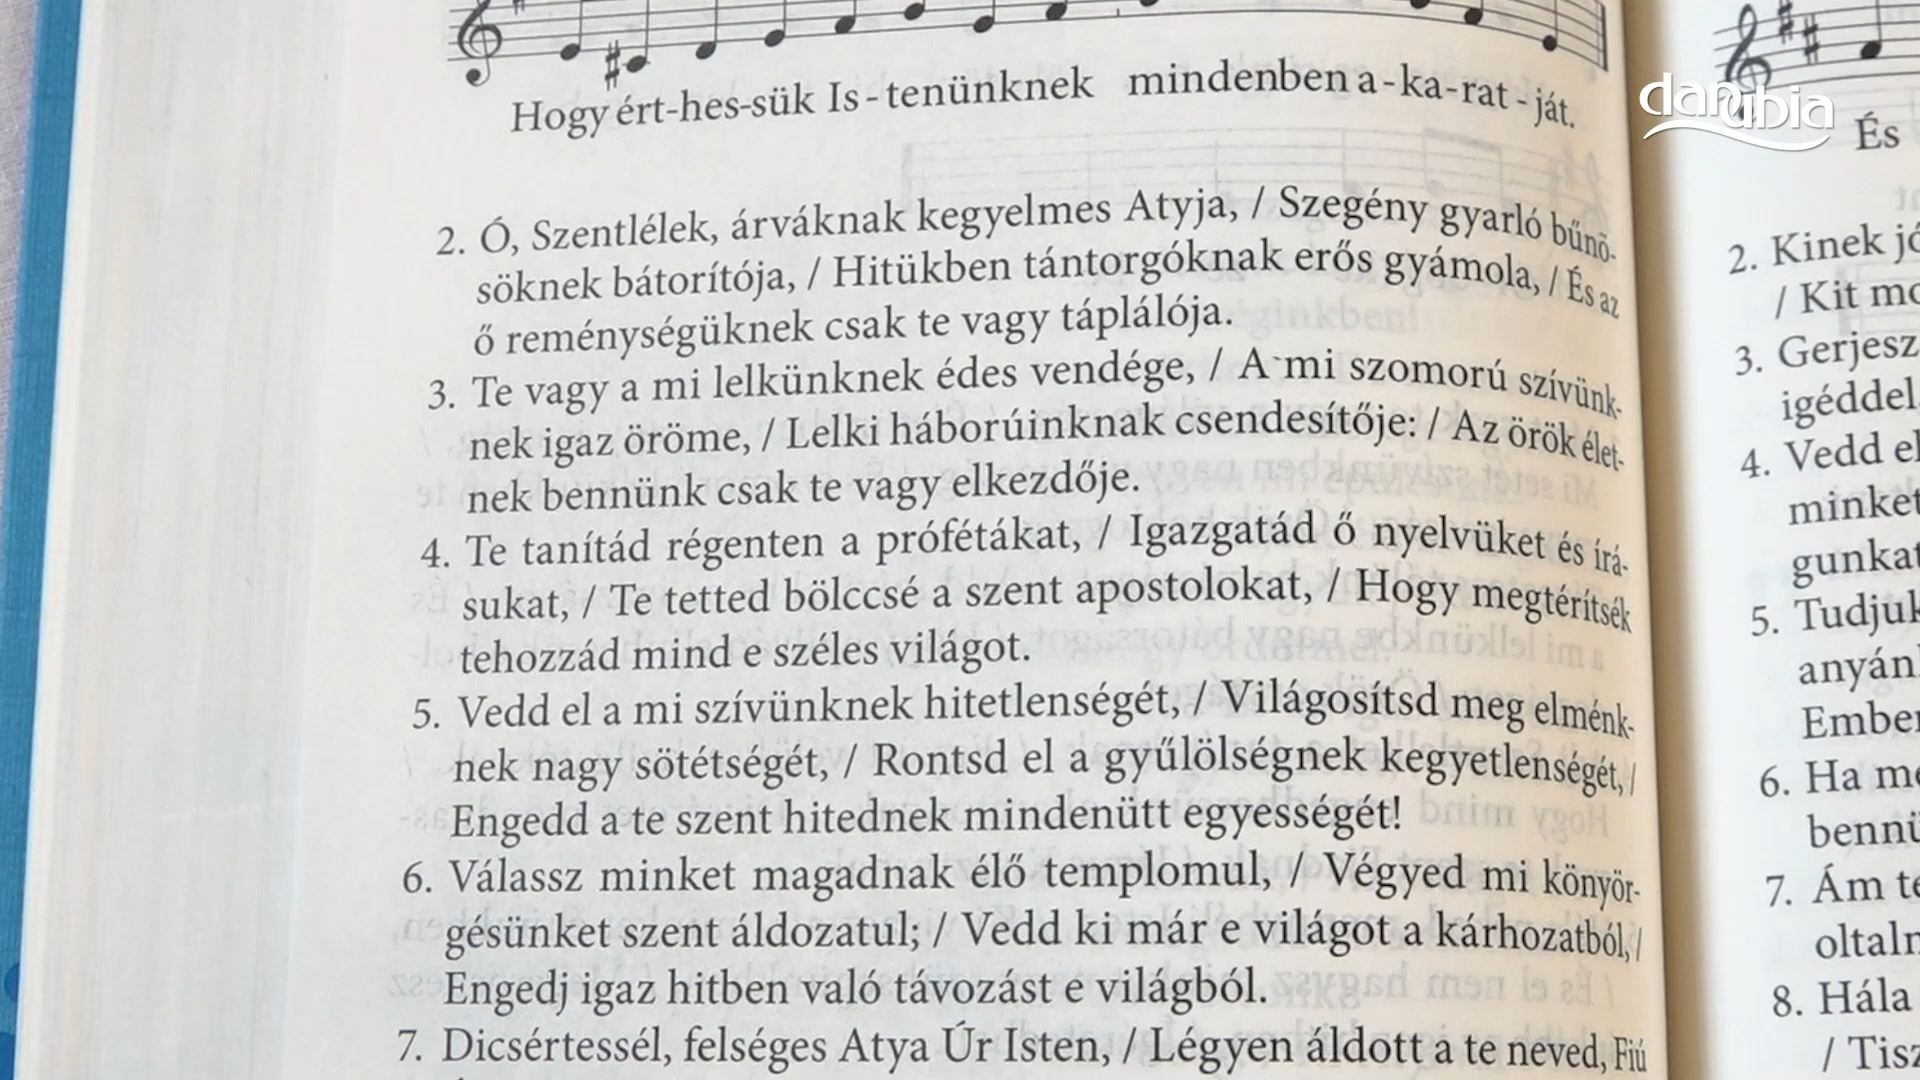 Hogy ért-hes-sük Is-tenünknek mindenben a-ka-rat-ját.
2. Ó, Szentlélek, árváknak kegyelmes Atyja, / Szegény gyarló bűnö-
söknek bátorítója, / Hitükben tántorgóknak erős gyámola, / És az
ő reménységüknek csak te vagy táplálója.
3. Te vagy a mi lelkünknek édes vendége, / A mi szomorú szívünk-
nek igaz öröme, / Lelki háborúinknak csendesítője: / Az örök élet-
nek bennünk csak te vagy elkezdője.
4. Te tanítád régenten a prófétákat, / Igazgatád ő nyelvüket és írá-
sukat, / Te tetted bölccsé a szent apostolokat, / Hogy megtérítsék
tehozzád mind e széles világot.
5. Vedd el a mi szívünknek hitetlenségét, / Világosítsd meg elménk-
nek nagy sötétségét, / Rontsd el a gyűlölségnek kegyetlenségét, /
Engedd a te szent hitednek mindenütt egyességét!
6. Válassz minket magadnak élő templomul, / Végyed mi könyör-
gésünket szent áldozatul; / Vedd ki már e világot a kárhozatból, /
Engedj igaz hitben való távozást e világból.
7. Dicsértessél, felséges Atya Úr Isten, / Légyen áldott a te neved, Fiú
danubia
És
2. Kinek jó
/ Kit
3. Gerjesz
igéddel,
4. Vedd el
minket
gunkat
5. Tudjuk
anyán
Ember
6. Ha
bennü
7. Ám te
oltalm
8. Hála
/ Tisz